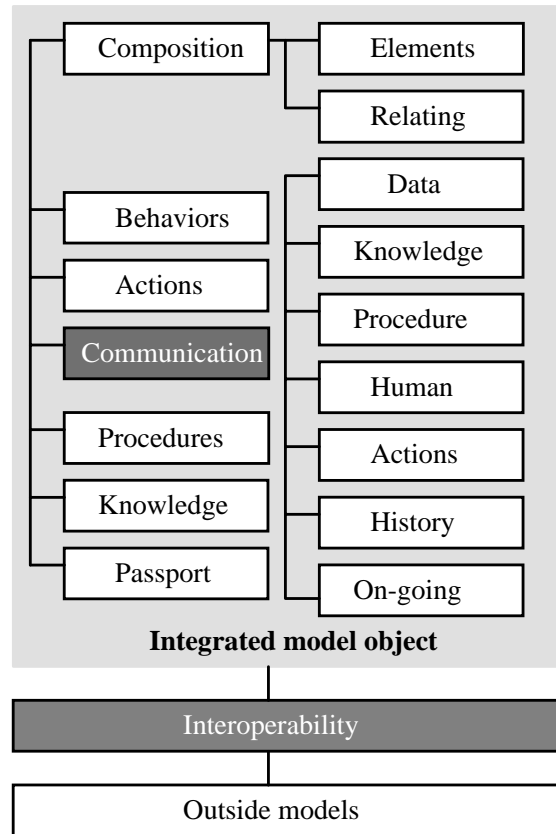 Composition
Elements
Relating
Behaviors
Actions
Communication
Procedures
Knowledge
Passport
Data
Knowledge
Procedure
Human
Actions
History
On-going
Integrated model object
Interoperability
Outside models